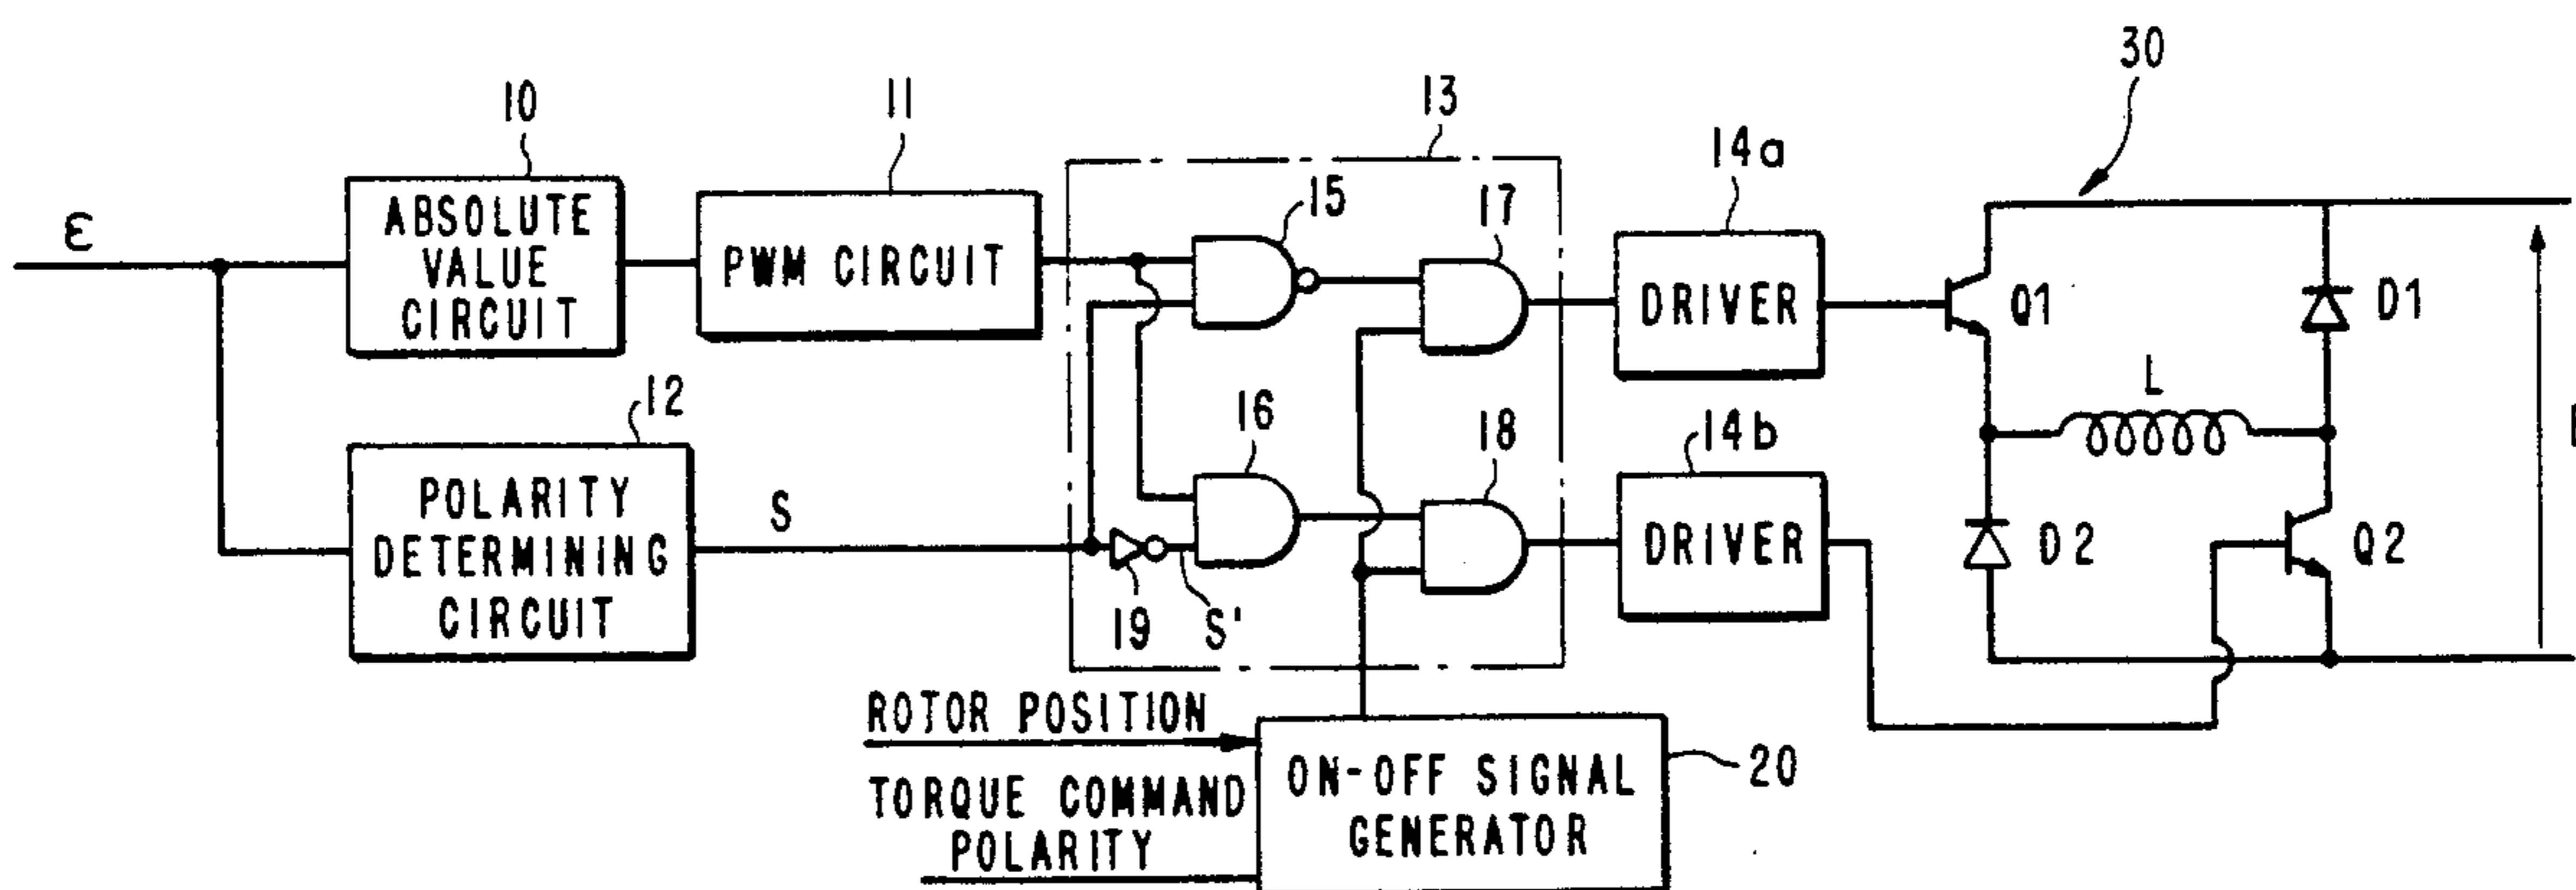 30
10
11
13
14a
15
17
ε
ABSOLUTE
VALUE
CIRCUIT
PWM CIRCUIT
DRIVER
Q1
D1
L
12
16
18
14b
POLARITY
DETERMINING
CIRCUIT
S
DRIVER
D2
Q2
19
S'
ROTOR POSITION
TORQUE COMMAND
POLARITY
ON-OFF SIGNAL
GENERATOR
20